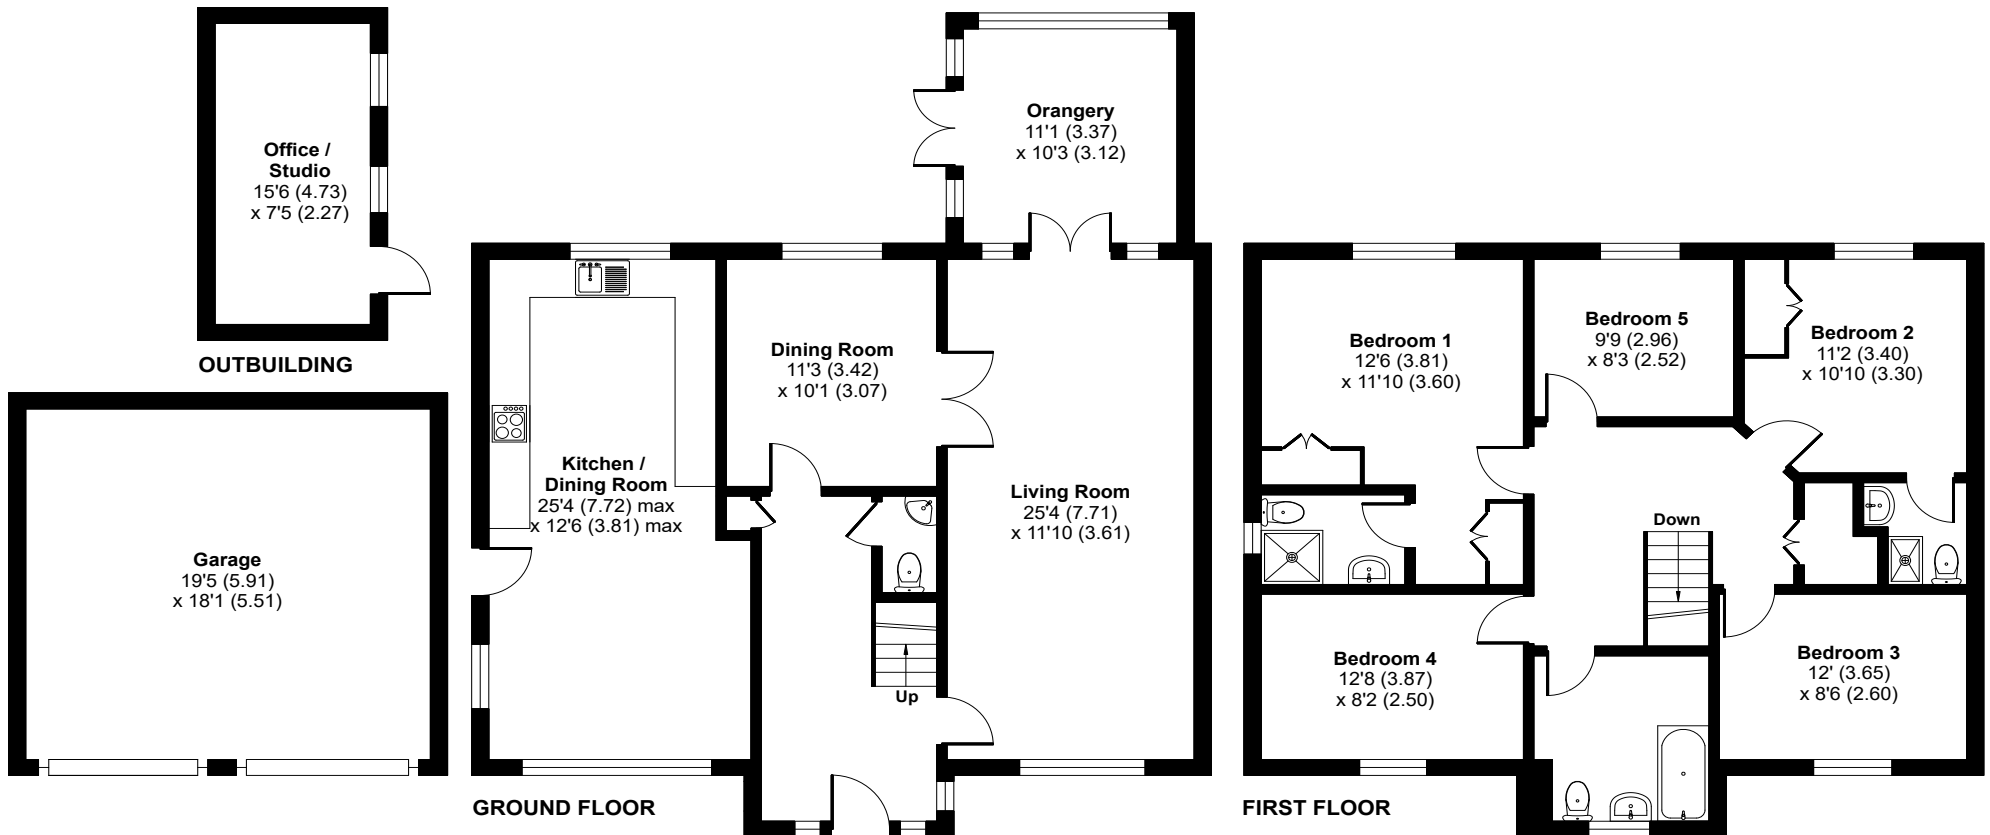 Office /
Studio
15'6 (4.73)
x 7'5 (2.27)
OUTBUILDING
Garage
19'5 (5.91)
x 18'1 (5.51)
Orangery
11'1 (3.37)
x 10'3 (3.12)
Dining Room
11'3 (3.42)
x 10'1 (3.07)
Kitchen /
Dining Room
25'4 (7.72) max
x 12'6 (3.81) max
Living Room
25'4 (7.71)
x 11'10 (3.61)
Up
GROUND FLOOR
Bedroom 1
12'6 (3.81)
x 11'10 (3.60)
Bedroom 5
9'9 (2.96)
x 8'3 (2.52)
Bedroom 2
11'2 (3.40)
x 10'10 (3.30)
Down
Bedroom 4
12'8 (3.87)
x 8'2 (2.50)
Bedroom 3
12' (3.65)
x 8'6 (2.60)
FIRST FLOOR